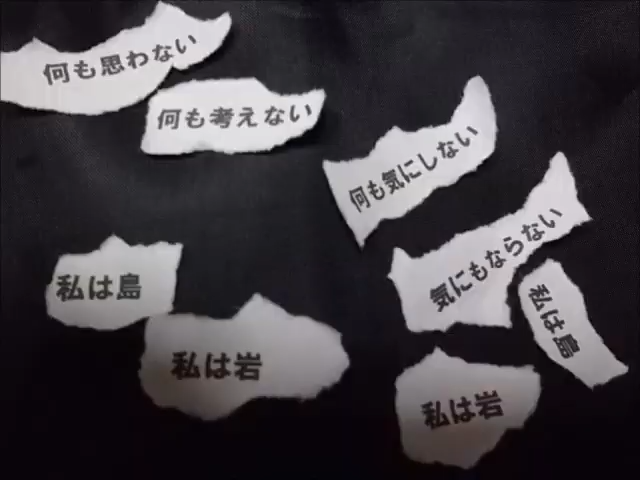 何も思わない
何も考えない
何も気にしない
気にもならない
私は島
私は岩
私は島
私は岩